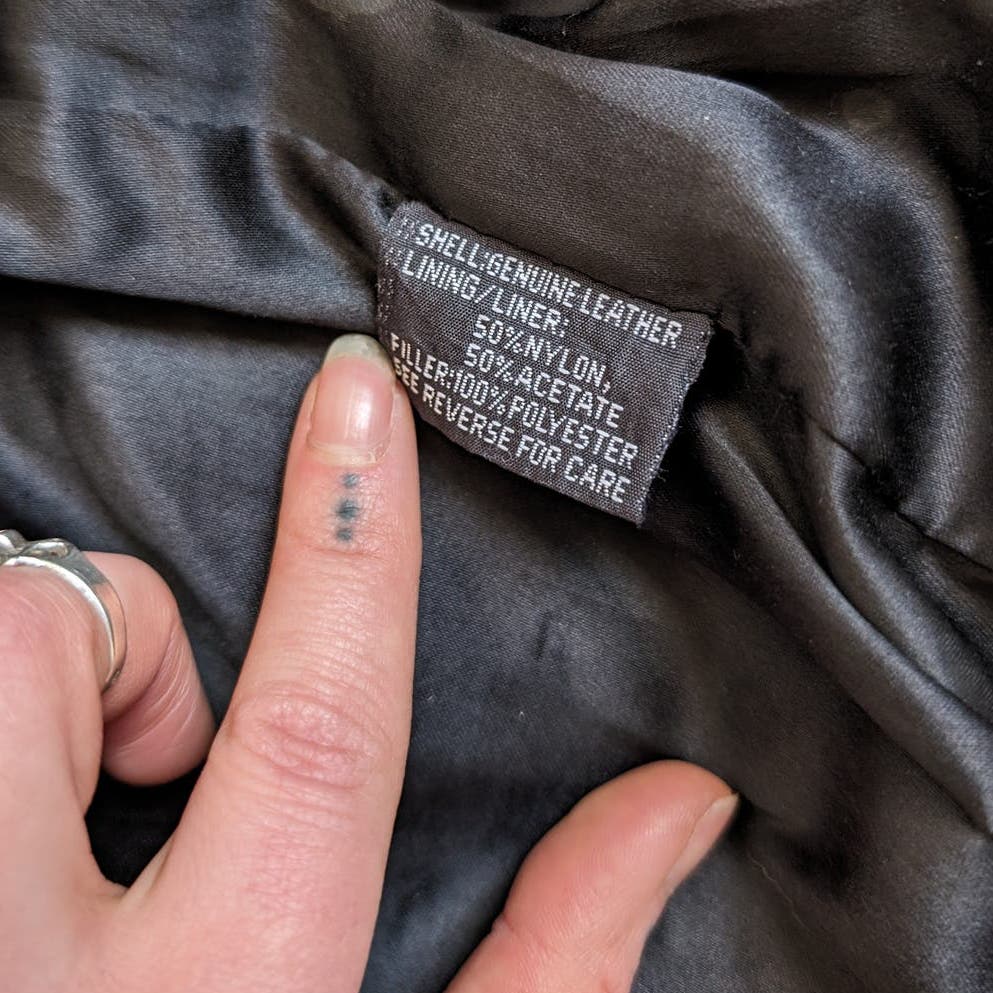 SHELL:GENUINE LEATHER
LINING/LINER:
50%NYLON,
50%ACETATE
FILLER:100%POLYESTER
SEE REVERSE FOR CARE